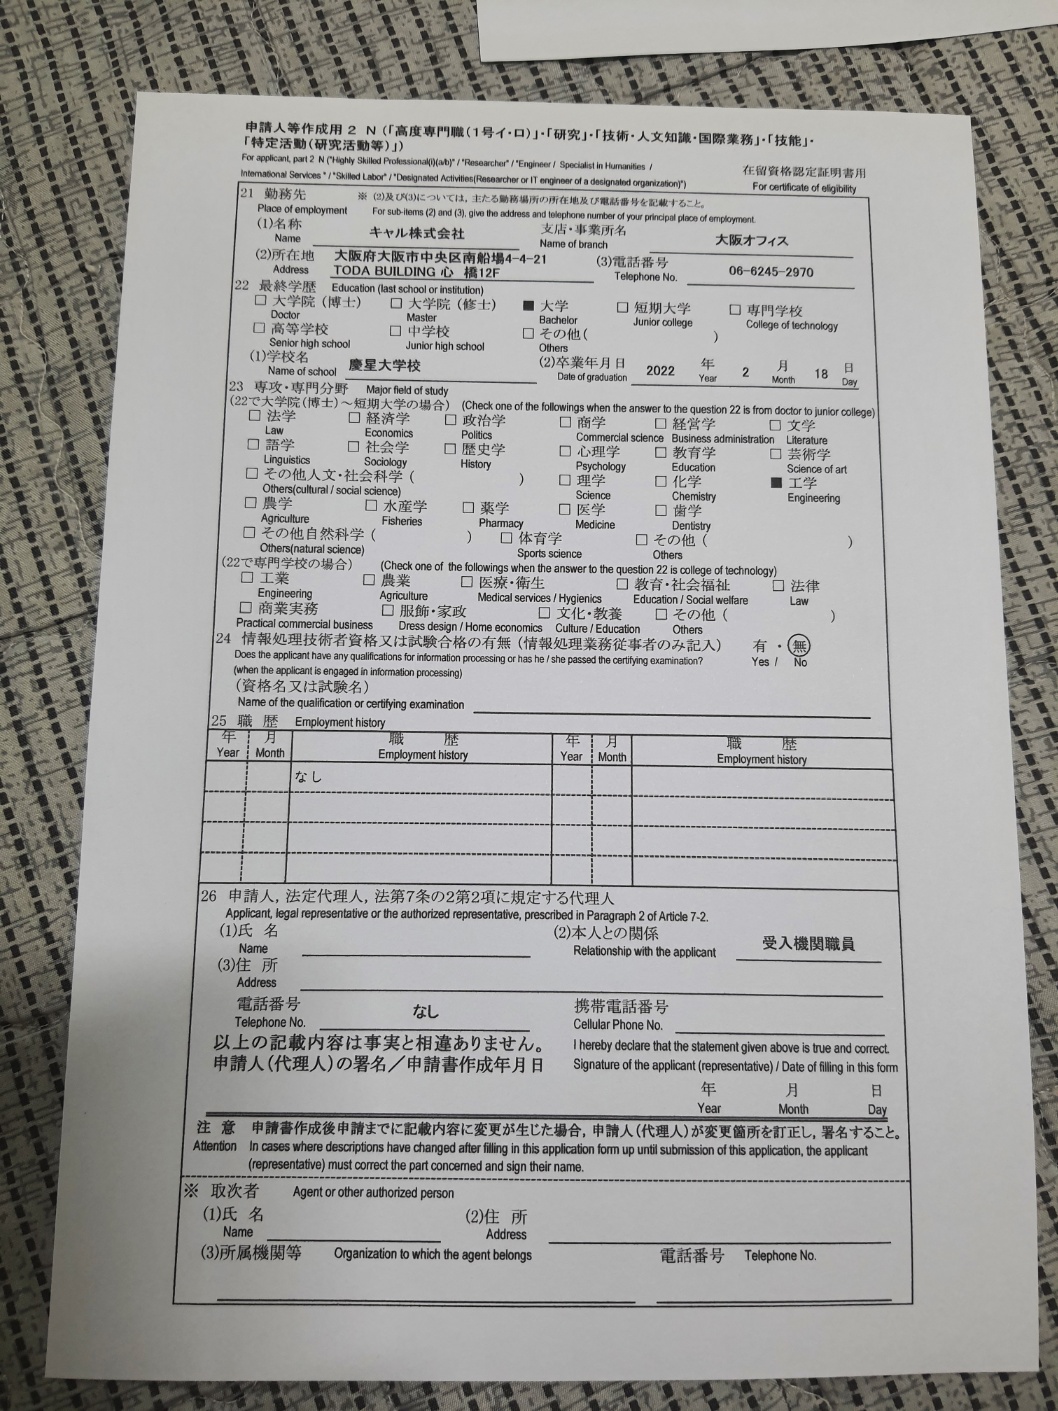 申請人等作成用 2 N (「高度専門職(1号イ・ロ)」・「研究」・「技術・人文知識・国際業務」・「技能」・
「特定活動(研究活動等)」)
For applicant, part 2 N ("Highly Skilled Professional(i)(a/b)" / "Researcher" / "Engineer / Specialist in Humanities /
International Services " / "Skilled Labor" / "Designated Activities(Researcher or IT engineer of a designated organization)")
在留資格認定証明書用
For certificate of eligibility
21 勤務先 ※ (2)及び(3)については,主たる勤務場所の所在地及び電話番号を記載すること。
Place of employment For sub-items (2) and (3), give the address and telephone number of your principal place of employment.
(1)名称 キャル株式会社 支店・事業所名 大阪オフィス
Name Name of branch
(2)所在地 大阪府大阪市中央区南船場4-4-21 (3)電話番号 06-6245-2970
Address TODA BUILDING 心 橋12F Telephone No.
22 最終学歴 Education (last school or institution)
□ 大学院 (博士) □ 大学院 (修士) ■ 大学 □ 短期大学 □ 専門学校
Doctor Master Bachelor Junior college College of technology
□ 高等学校 □ 中学校 □ その他( )
Senior high school Junior high school Others
(1)学校名 慶星大学校 (2)卒業年月日 2022 年 2 月 18 日
Name of school Date of graduation Year Month Day
23 専攻・専門分野 Major field of study
(22で大学院(博士)~短期大学の場合) (Check one of the followings when the answer to the question 22 is from doctor to junior college)
□ 法学 □ 経済学 □ 政治学 □ 商学 □ 経営学 □ 文学
Law Economics Politics Commercial science Business administration Literature
□ 語学 □ 社会学 □ 歴史学 □ 心理学 □ 教育学 □ 芸術学
Linguistics Sociology History Psychology Education Science of art
□ その他人文・社会科学 ( ) □ 理学 □ 化学 ■ 工学
Others(cultural / social science) Science Chemistry Engineering
□ 農学 □ 水産学 □ 薬学 □ 医学 □ 歯学
Agriculture Fisheries Pharmacy Medicine Dentistry
□ その他自然科学 ( ) □ 体育学 □ その他 ( )
Others(natural science) Sports science Others
(22で専門学校の場合) (Check one of the followings when the answer to the question 22 is college of technology)
□ 工業 □ 農業 □ 医療・衛生 □ 教育・社会福祉 □ 法律
Engineering Agriculture Medical services / Hygienics Education / Social welfare Law
□ 商業実務 □ 服飾・家政 □ 文化・教養 □ その他 ( )
Practical commercial business Dress design / Home economics Culture / Education Others
24 情報処理技術者資格又は試験合格の有無 (情報処理業務従事者のみ記入) 有 ・ 無
Does the applicant have any qualifications for information processing or has he / she passed the certifying examination? Yes / No
(when the applicant is engaged in information processing)
(資格名又は試験名)
Name of the qualification or certifying examination
25 職 歴 Employment history
年 月 職 歴 年 月 職 歴
Year Month Employment history Year Month Employment history
なし
26 申請人,法定代理人,法第7条の2第2項に規定する代理人
Applicant, legal representative or the authorized representative, prescribed in Paragraph 2 of Article 7-2.
(1)氏 名 (2)本人との関係 受入機関職員
Name Relationship with the applicant
(3)住 所
Address
電話番号 なし 携帯電話番号
Telephone No. Cellular Phone No.
以上の記載内容は事実と相違ありません。 I hereby declare that the statement given above is true and correct.
申請人(代理人)の署名/申請書作成年月日 Signature of the applicant (representative) / Date of filling in this form
年 月 日
Year Month Day
注 意 申請書作成後申請までに記載内容に変更が生じた場合,申請人(代理人)が変更箇所を訂正し,署名すること。
Attention In cases where descriptions have changed after filling in this application form up until submission of this application, the applicant
(representative) must correct the part concerned and sign their name.
※ 取次者 Agent or other authorized person
(1)氏 名 (2)住 所
Name Address
(3)所属機関等 Organization to which the agent belongs 電話番号 Telephone No.